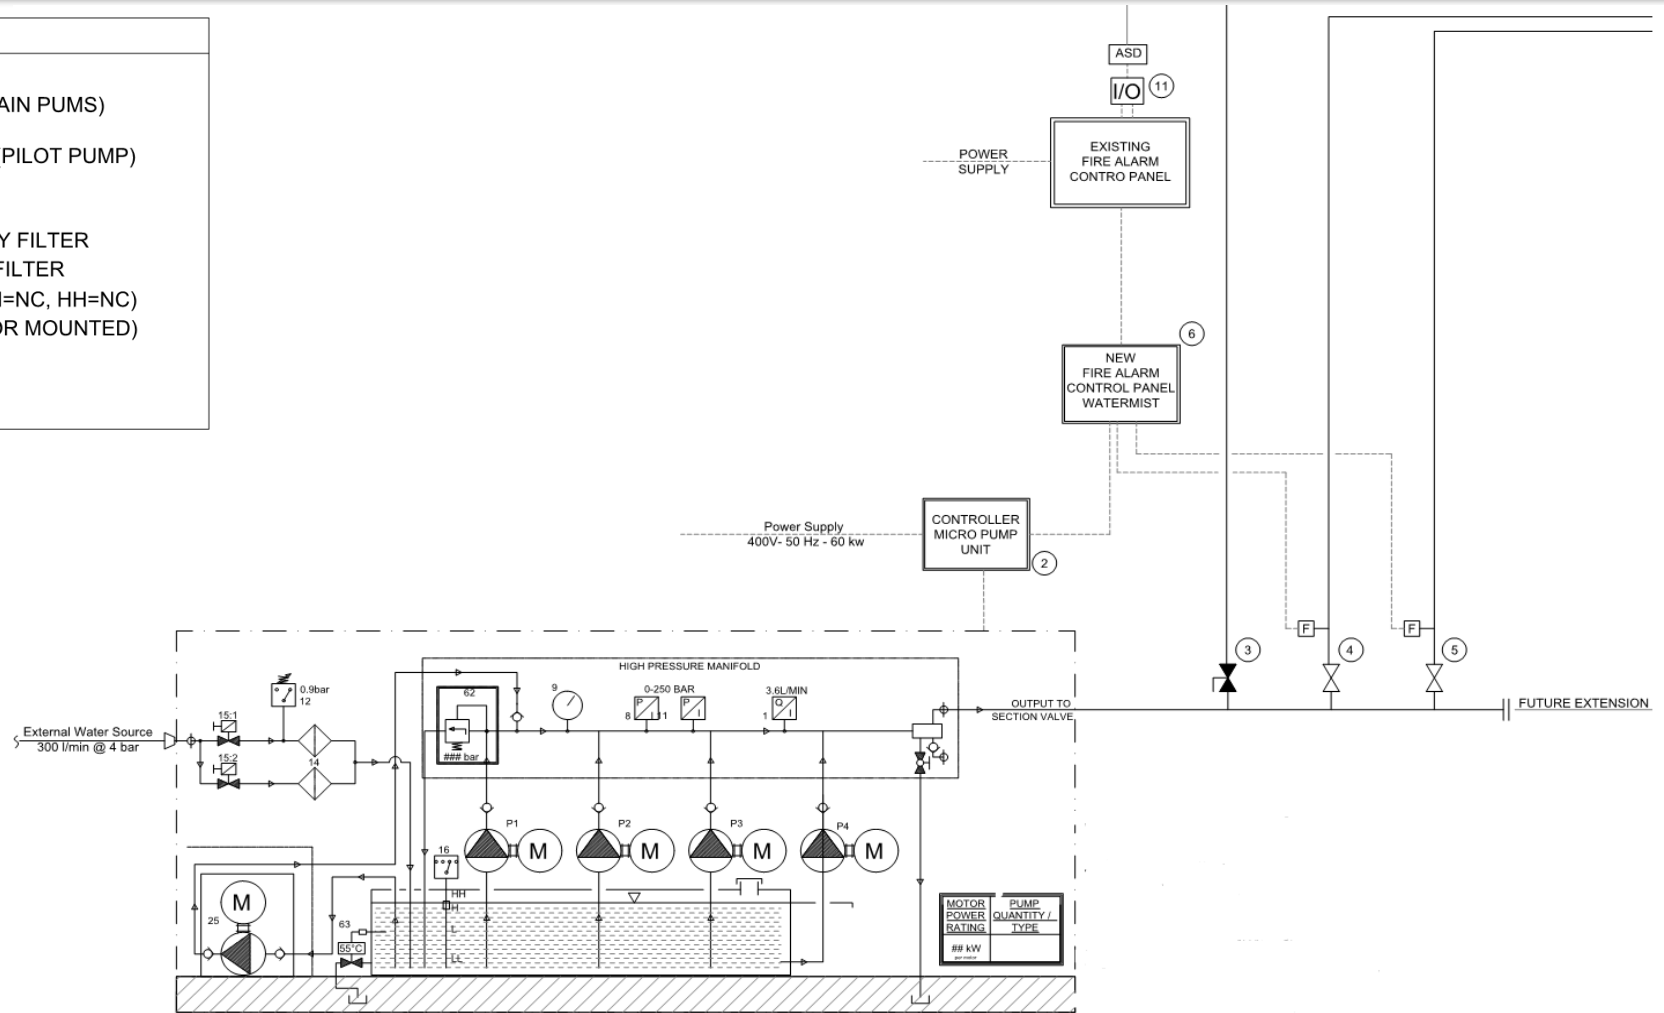 AIN PUMS)
(PILOT PUMP)
Y FILTER
FILTER
=NC, HH=NC)
OR MOUNTED)
ASD
I/O
11
POWER
SUPPLY
EXISTING
FIRE ALARM
CONTRO PANEL
6
NEW
FIRE ALARM
CONTROL PANEL
WATERMIST
Power Supply
400V- 50 Hz - 60 kw
CONTROLLER
MICRO PUMP
UNIT
2
F
F
3
4
5
HIGH PRESSURE MANIFOLD
0.9bar
12
62
9
0-250 BAR
P
8
I
11
P
I
3.6L/MIN
Q
1
I
OUTPUT TO
SECTION VALVE
FUTURE EXTENSION
External Water Source
300 l/min @ 4 bar
15:1
15:2
14
### bar
P1
M
P2
M
P3
M
P4
M
16
HH
H
L
LL
M
25
63
55°C
MOTOR
POWER
RATING
PUMP
QUANTITY /
TYPE
## kW
per motor